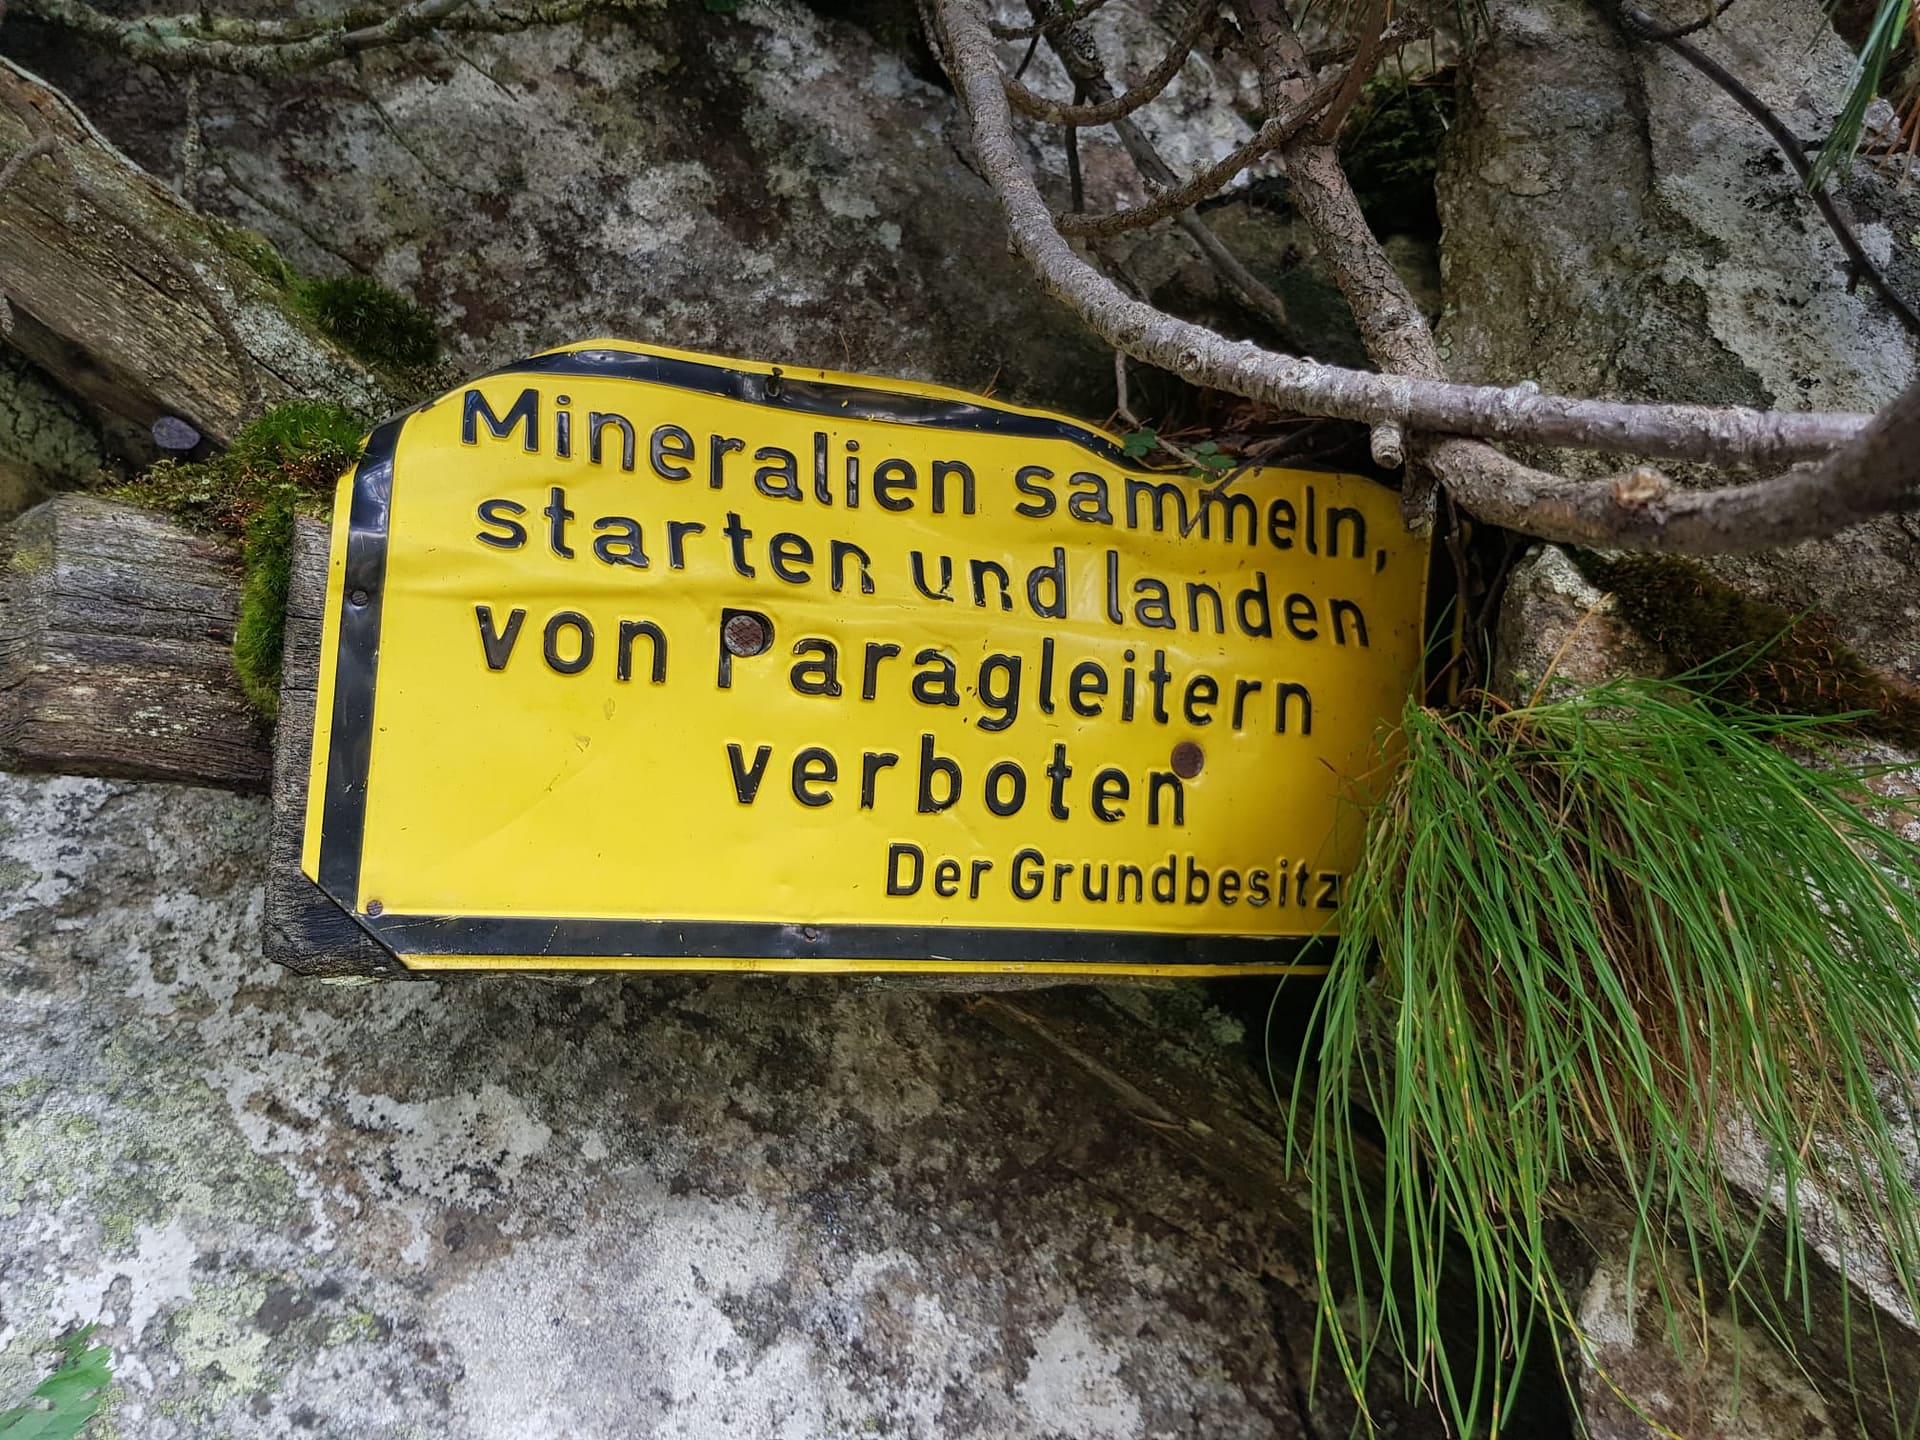 Mineralien sammeln,
starten und landen
von Paragleitern
verboten
Der Grundbesitz